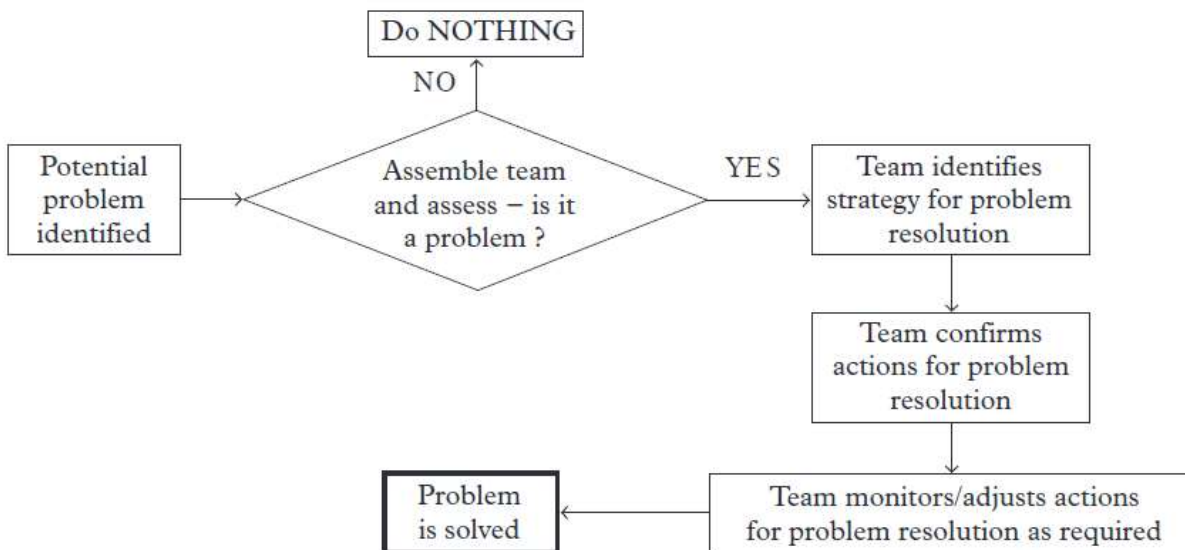 Do NOTHING
NO
Potential
problem
identified
Assemble team
and assess – is it
a problem ?
YES
Team identifies
strategy for problem
resolution
Team confirms
actions for problem
resolution
Team monitors/adjusts actions
for problem resolution as required
Problem
is solved